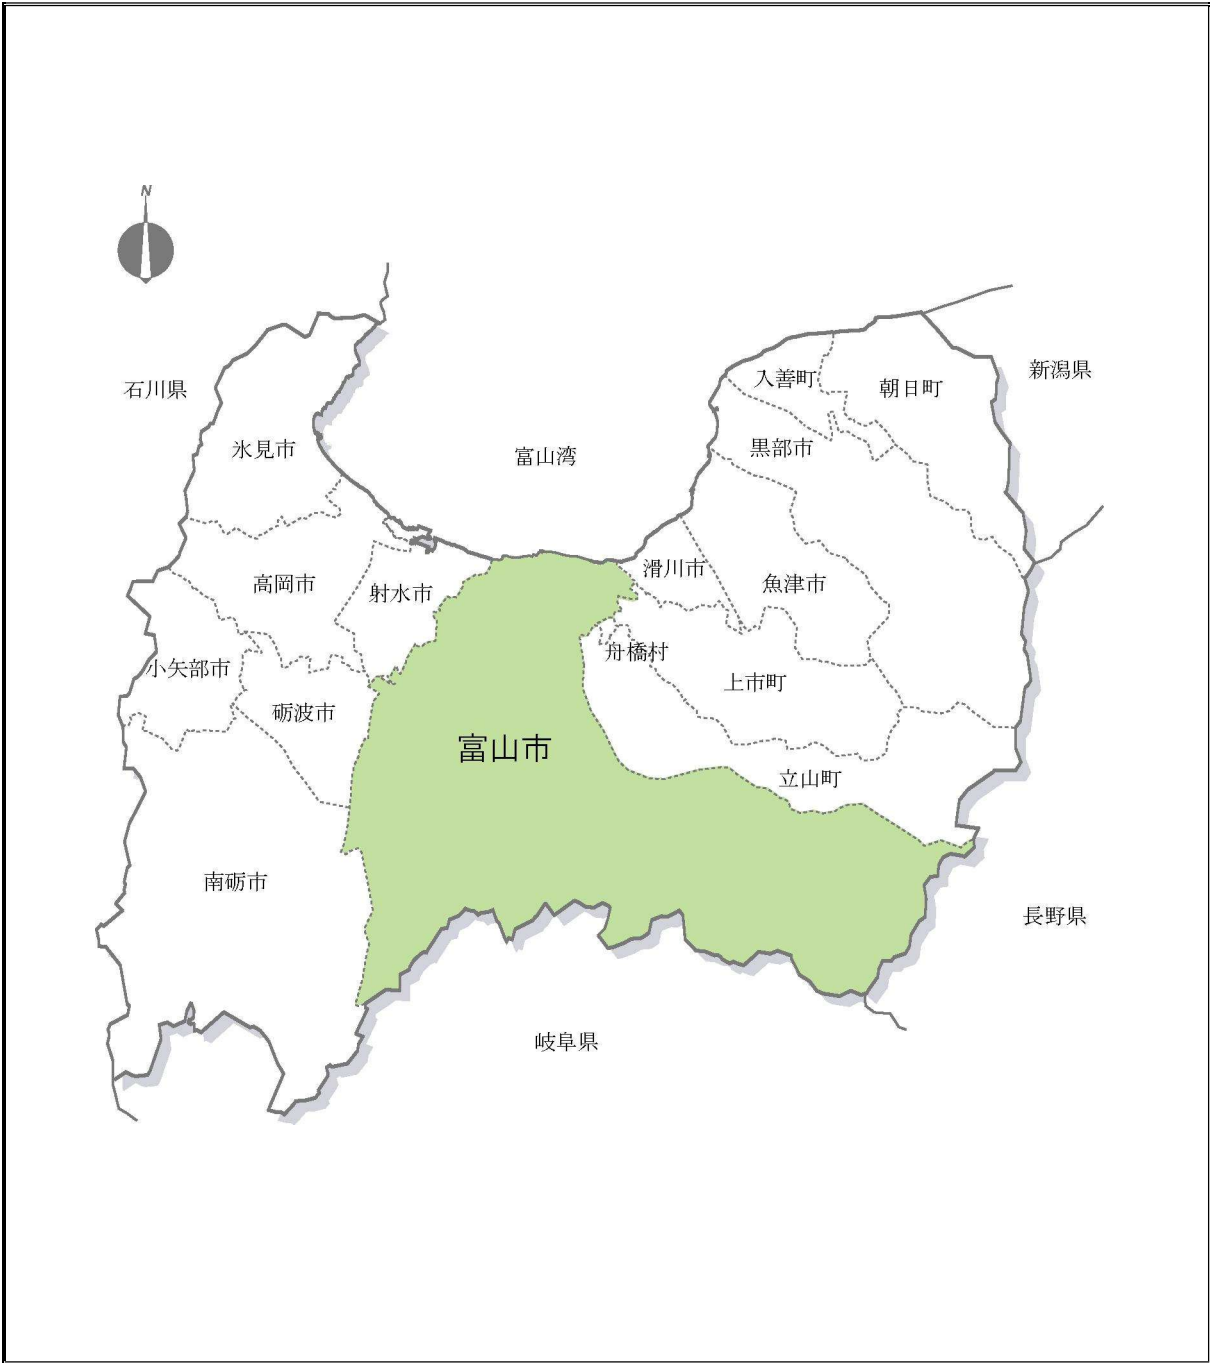 N
新潟県
石川県
入善町
朝日町
氷見市
富山湾
黒部市
滑川市
高岡市
射水市
魚津市
舟橋村
小矢部市
上市町
砺波市
富山市
立山町
南砺市
長野県
岐阜県